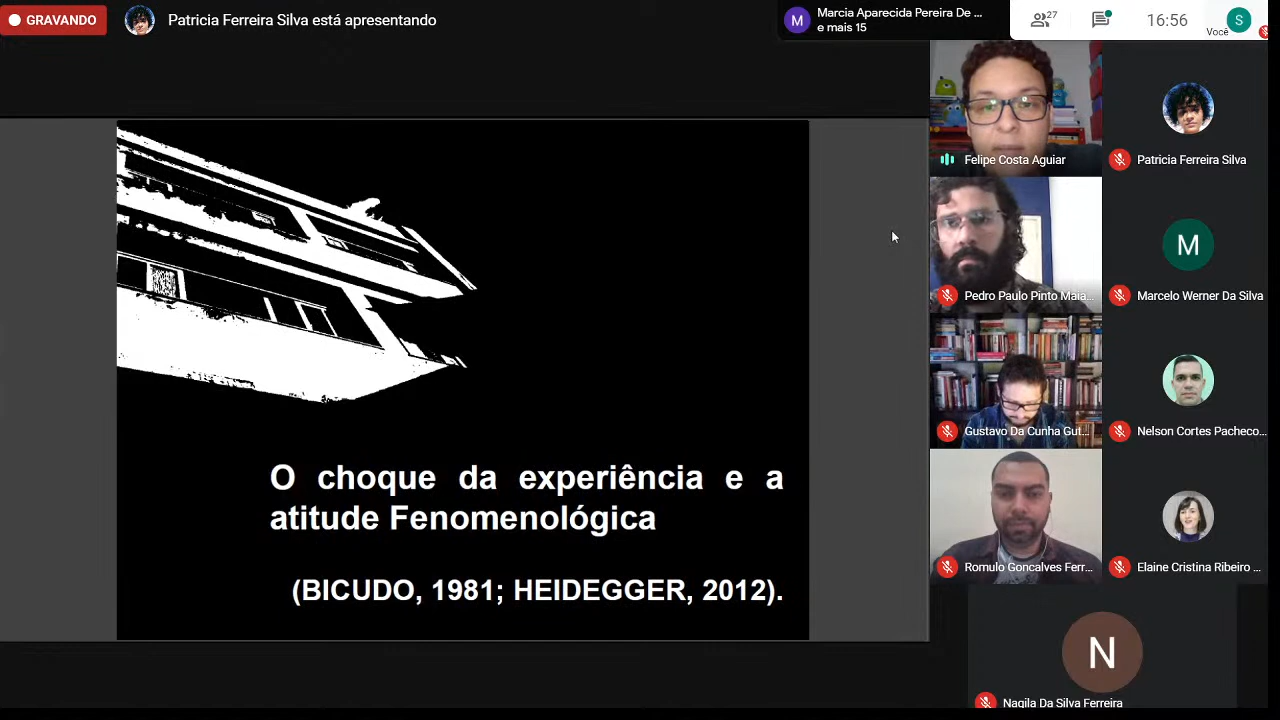 GRAVANDO
Patricia Ferreira Silva está apresentando
M
Marcia Aparecida Pereira De ...
e mais 15
27
16:56
Você
S
Felipe Costa Aguiar
Patricia Ferreira Silva
Pedro Paulo Pinto Maia...
M
Marcelo Werner Da Silva
Gustavo Da Cunha Gut...
Nelson Cortes Pacheco...
Romulo Goncalves Ferr...
Elaine Cristina Ribeiro ...
N
Nagila Da Silva Ferreira
O choque da experiência e a
atitude Fenomenológica
(BICUDO, 1981; HEIDEGGER, 2012).